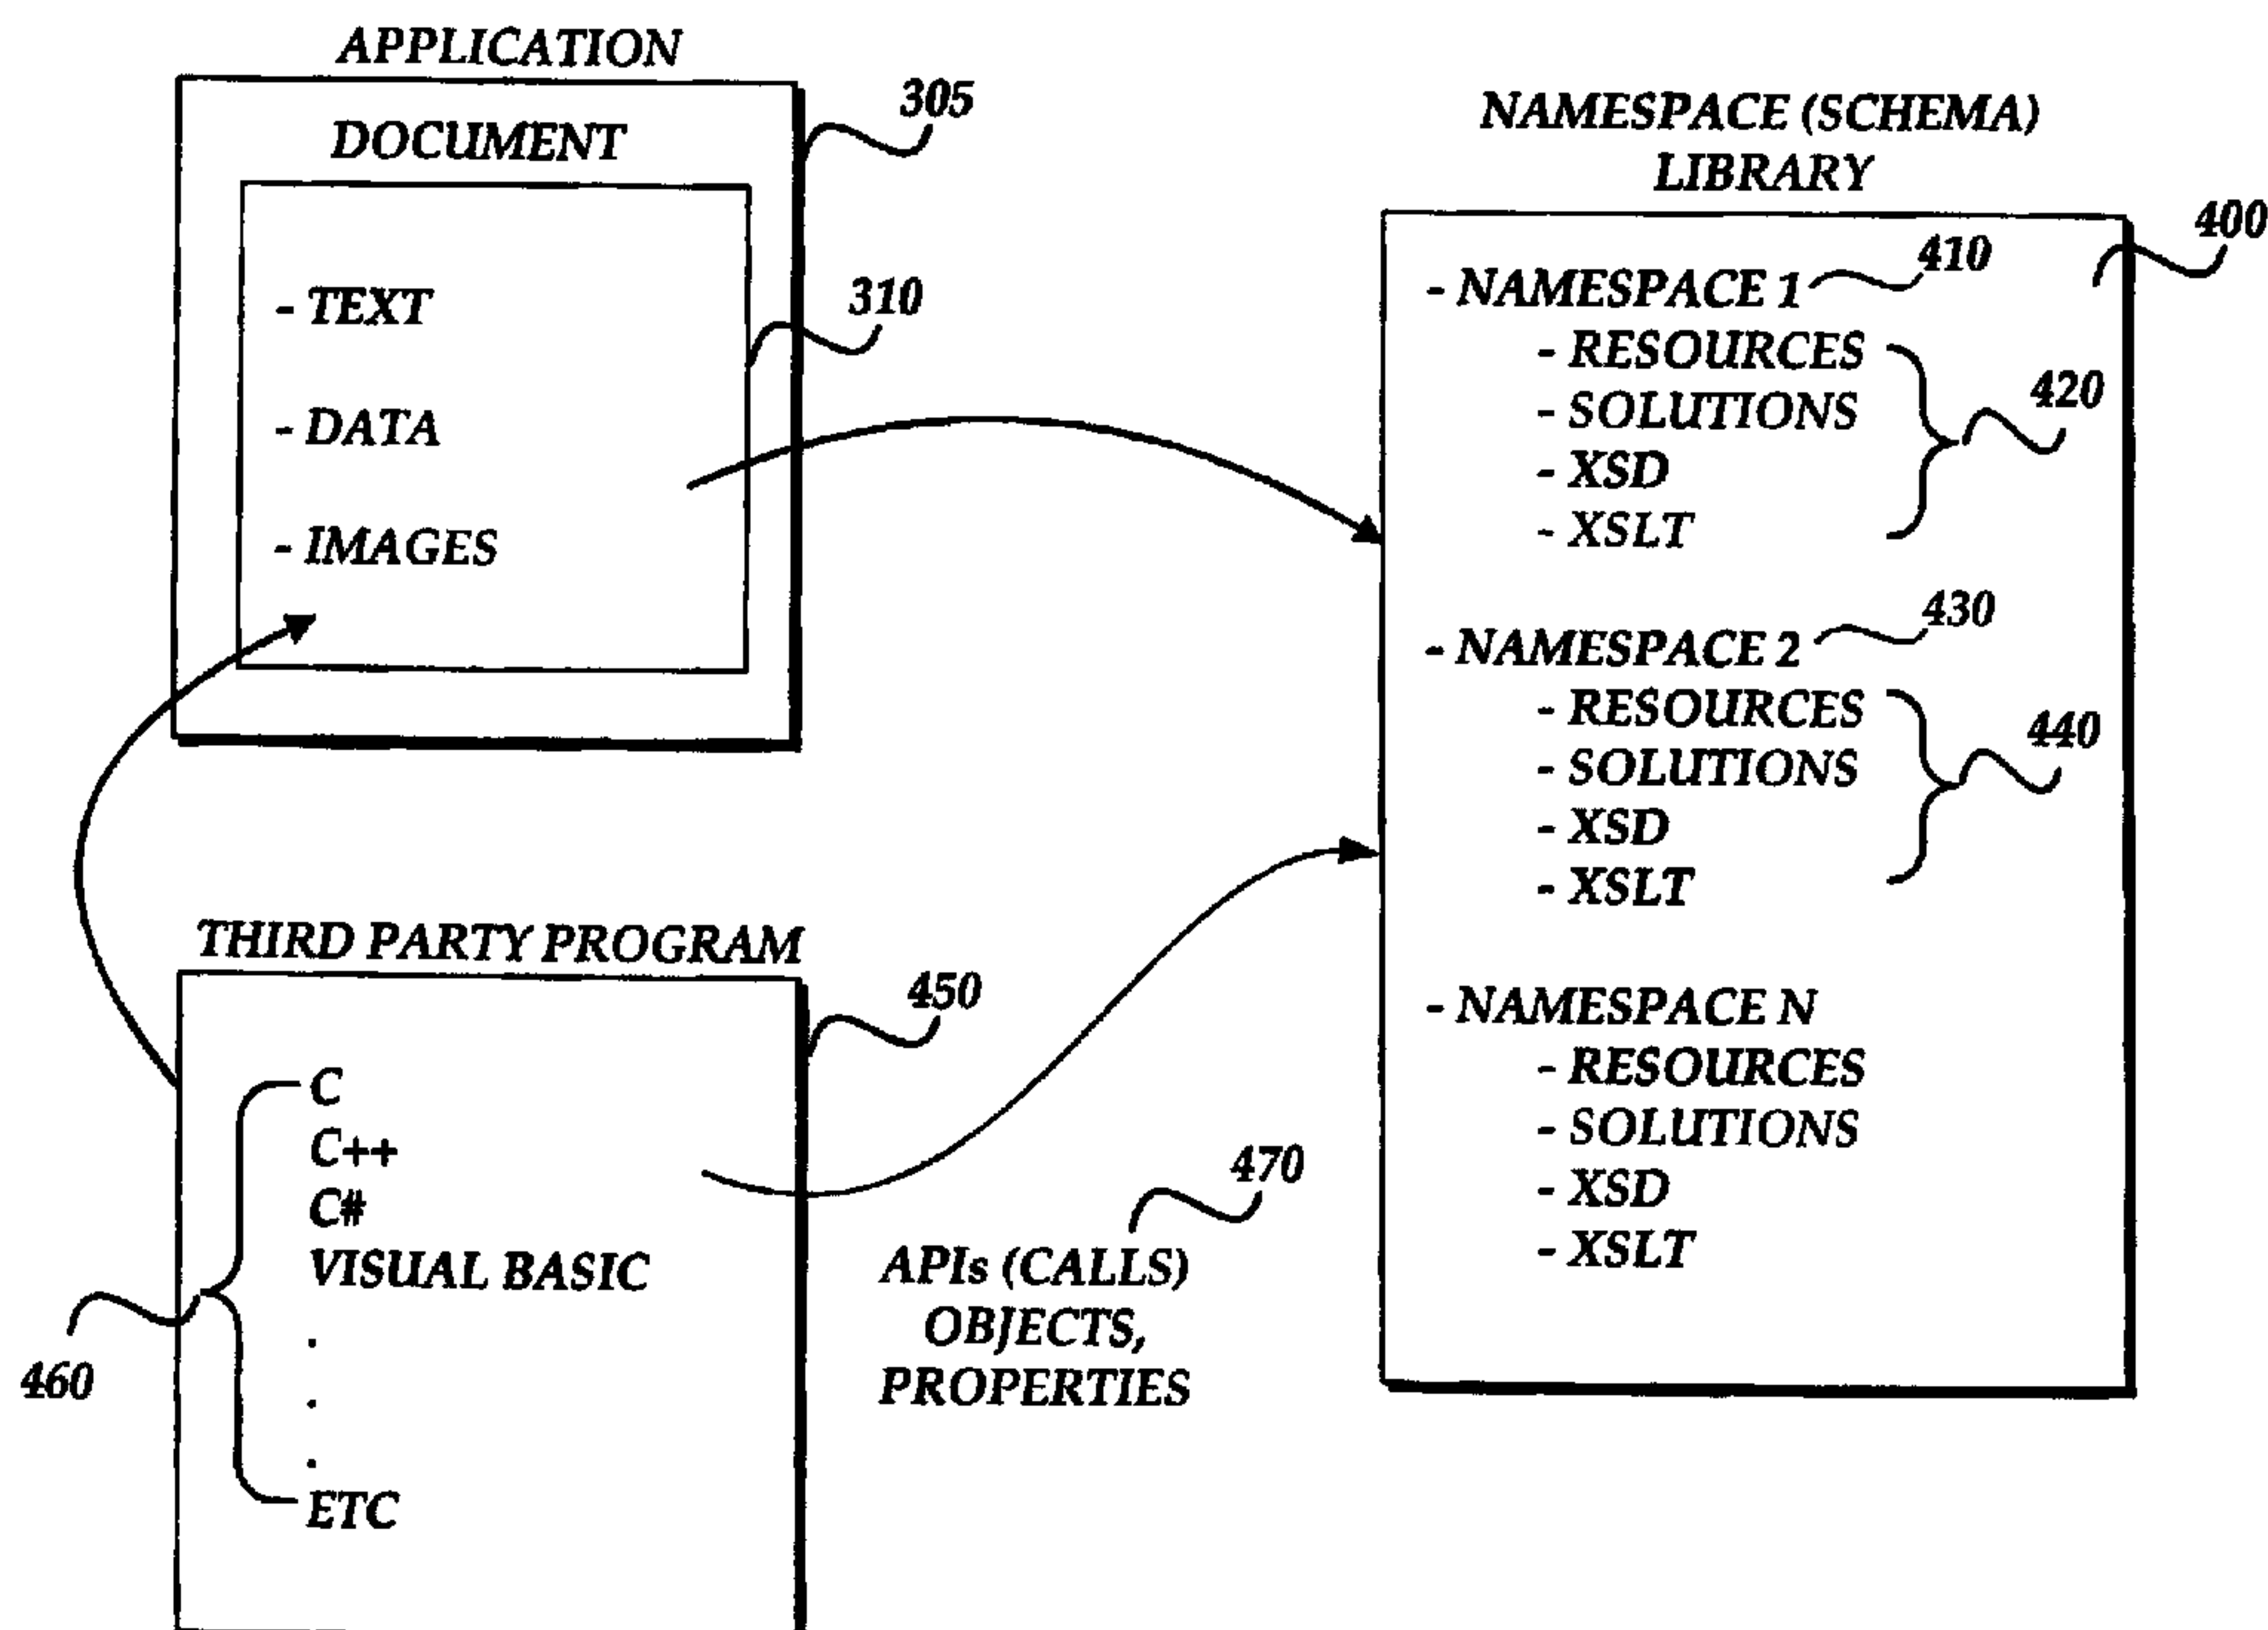 APPLICATION
305
DOCUMENT
310
- TEXT
- DATA
- IMAGES
NAMESPACE (SCHEMA)
LIBRARY
400
- NAMESPACE 1
410
- RESOURCES
- SOLUTIONS
- XSD
- XSLT
420
- NAMESPACE 2
430
- RESOURCES
- SOLUTIONS
- XSD
- XSLT
440
- NAMESPACE N
- RESOURCES
- SOLUTIONS
- XSD
- XSLT
THIRD PARTY PROGRAM
450
C
C++
C#
VISUAL BASIC
.
.
.
ETC
460
470
APIs (CALLS)
OBJECTS,
PROPERTIES